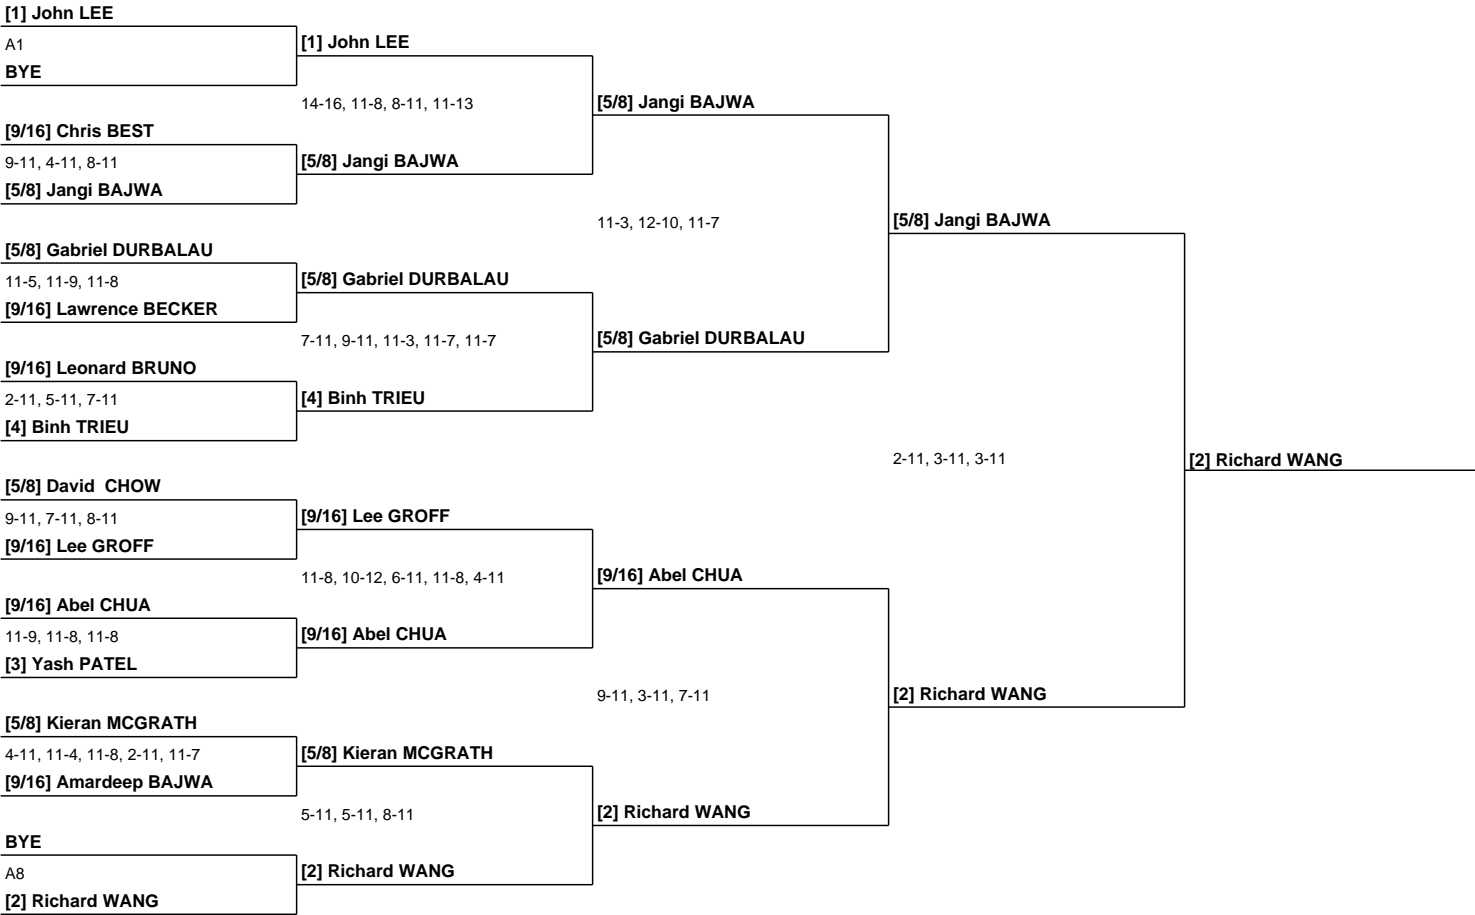 [1] John LEE
A1
BYE
[9/16] Chris BEST
9-11, 4-11, 8-11
[5/8] Jangi BAJWA
[5/8] Gabriel DURBALAU
11-5, 11-9, 11-8
[9/16] Lawrence BECKER
[9/16] Leonard BRUNO
2-11, 5-11, 7-11
[4] Binh TRIEU
[5/8] David  CHOW
9-11, 7-11, 8-11
[9/16] Lee GROFF
[9/16] Abel CHUA
11-9, 11-8, 11-8
[3] Yash PATEL
[5/8] Kieran MCGRATH
4-11, 11-4, 11-8, 2-11, 11-7
[9/16] Amardeep BAJWA
BYE
A8
[2] Richard WANG
[1] John LEE
14-16, 11-8, 8-11, 11-13
[5/8] Jangi BAJWA
[5/8] Gabriel DURBALAU
7-11, 9-11, 11-3, 11-7, 11-7
[4] Binh TRIEU
[9/16] Lee GROFF
11-8, 10-12, 6-11, 11-8, 4-11
[9/16] Abel CHUA
[5/8] Kieran MCGRATH
5-11, 5-11, 8-11
[2] Richard WANG
[5/8] Jangi BAJWA
11-3, 12-10, 11-7
[5/8] Gabriel DURBALAU
[9/16] Abel CHUA
9-11, 3-11, 7-11
[2] Richard WANG
[5/8] Jangi BAJWA
2-11, 3-11, 3-11
[2] Richard WANG
[2] Richard WANG